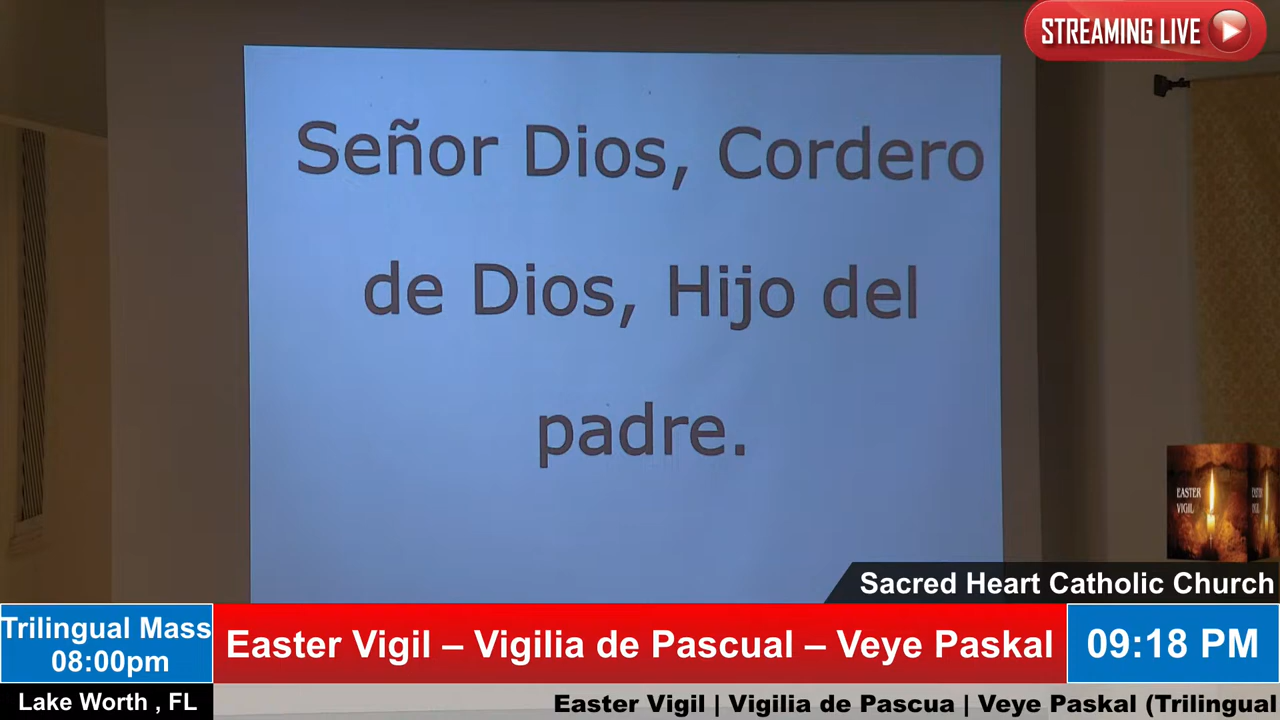 STREAMING LIVE
Señor Dios, Cordero
de Dios, Hijo del
padre.
EASTER
VIGIL
Sacred Heart Catholic Church
Trilingual Mass
08:00pm
Easter Vigil – Vigilia de Pascual – Veye Paskal
09:18 PM
Lake Worth , FL
Easter Vigil | Vigilia de Pascua | Veye Paskal (Trilingual